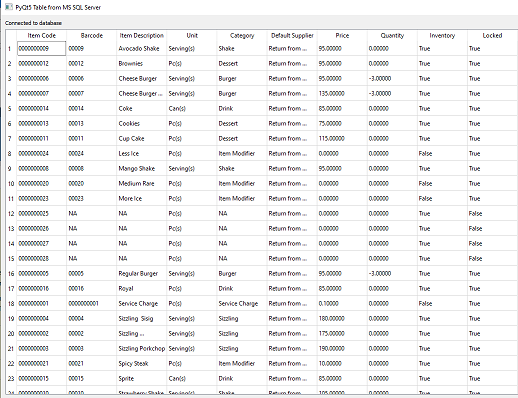 PyQt5 Table from MS SQL Server
Connected to database
Item Code Barcode Item Description Unit Category Default Supplier Price Quantity Inventory Locked
1 0000000009 00009 Avocado Shake Serving(s) Shake Return from ... 95.00000 0.00000 True True
2 0000000012 00012 Brownies Pc(s) Dessert Return from ... 95.00000 0.00000 True True
3 0000000006 00006 Cheese Burger Serving(s) Burger Return from ... 95.00000 -3.00000 True True
4 0000000007 00007 Cheese Burger ... Serving(s) Burger Return from ... 135.00000 -4.00000 True True
5 0000000014 00014 Coke Can(s) Drink Return from ... 85.00000 0.00000 True True
6 0000000013 00013 Cookies Pc(s) Dessert Return from ... 75.00000 0.00000 True True
7 0000000011 00011 Cup Cake Pc(s) Dessert Return from ... 115.00000 0.00000 True True
8 0000000024 00024 Less Ice Pc(s) Item Modifier Return from ... 0.00000 0.00000 False True
9 0000000008 00008 Mango Shake Serving(s) Shake Return from ... 95.00000 0.00000 True True
10 0000000020 00020 Medium Rare Pc(s) Item Modifier Return from ... 0.00000 0.00000 False True
11 0000000023 00023 More Ice Pc(s) Item Modifier Return from ... 0.00000 0.00000 False True
12 0000000025 NA NA Pc(s) NA Return from ... 0.00000 0.00000 True False
13 0000000026 NA NA Pc(s) NA Return from ... 0.00000 0.00000 True False
14 0000000027 NA NA Pc(s) NA Return from ... 0.00000 0.00000 True False
15 0000000028 NA NA Pc(s) NA Return from ... 0.00000 0.00000 True False
16 0000000005 00005 Regular Burger Serving(s) Burger Return from ... 95.00000 -3.00000 True True
17 0000000016 00016 Royal Pc(s) Drink Return from ... 85.00000 0.00000 True True
18 0000000001 0000000001 Service Charge Pc(s) Service Charge Return from ... 0.10000 0.00000 False True
19 0000000004 00004 Sizzling Sisig Serving(s) Sizzling Return from ... 180.00000 0.00000 True True
20 0000000002 00002 Sizzling ... Serving(s) Sizzling Return from ... 175.00000 0.00000 True True
21 0000000003 00003 Sizzling Porkchop Serving(s) Sizzling Return from ... 190.00000 0.00000 True True
22 0000000021 00021 Spicy Steak Pc(s) Item Modifier Return from ... 10.00000 0.00000 True True
23 0000000015 00015 Sprite Can(s) Drink Return from ... 85.00000 0.00000 True True
24 0000000010 00010 Strawberry Shake Serving(s) Shake Return from ... 105.00000 0.00000 True True